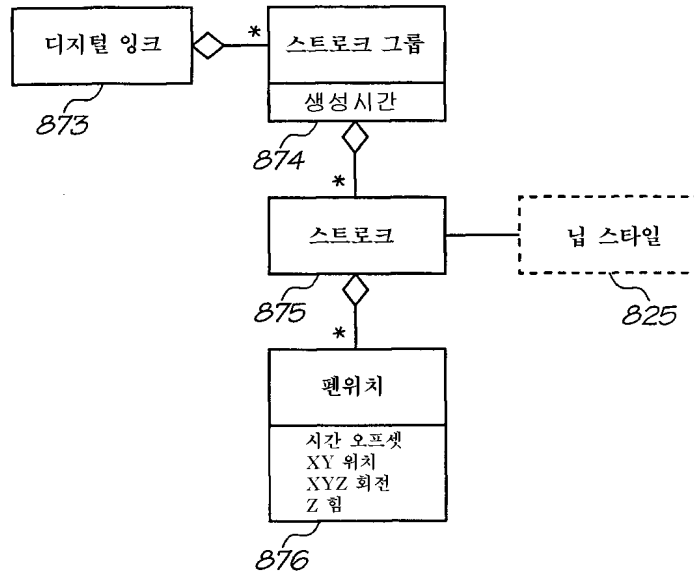 디지털 잉크
*
스트로크 그룹
생성시간
873
874
*
스트로크
닙 스타일
875
825
*
펜위치
시간 오프셋
XY 위치
XYZ 회전
Z 힘
876